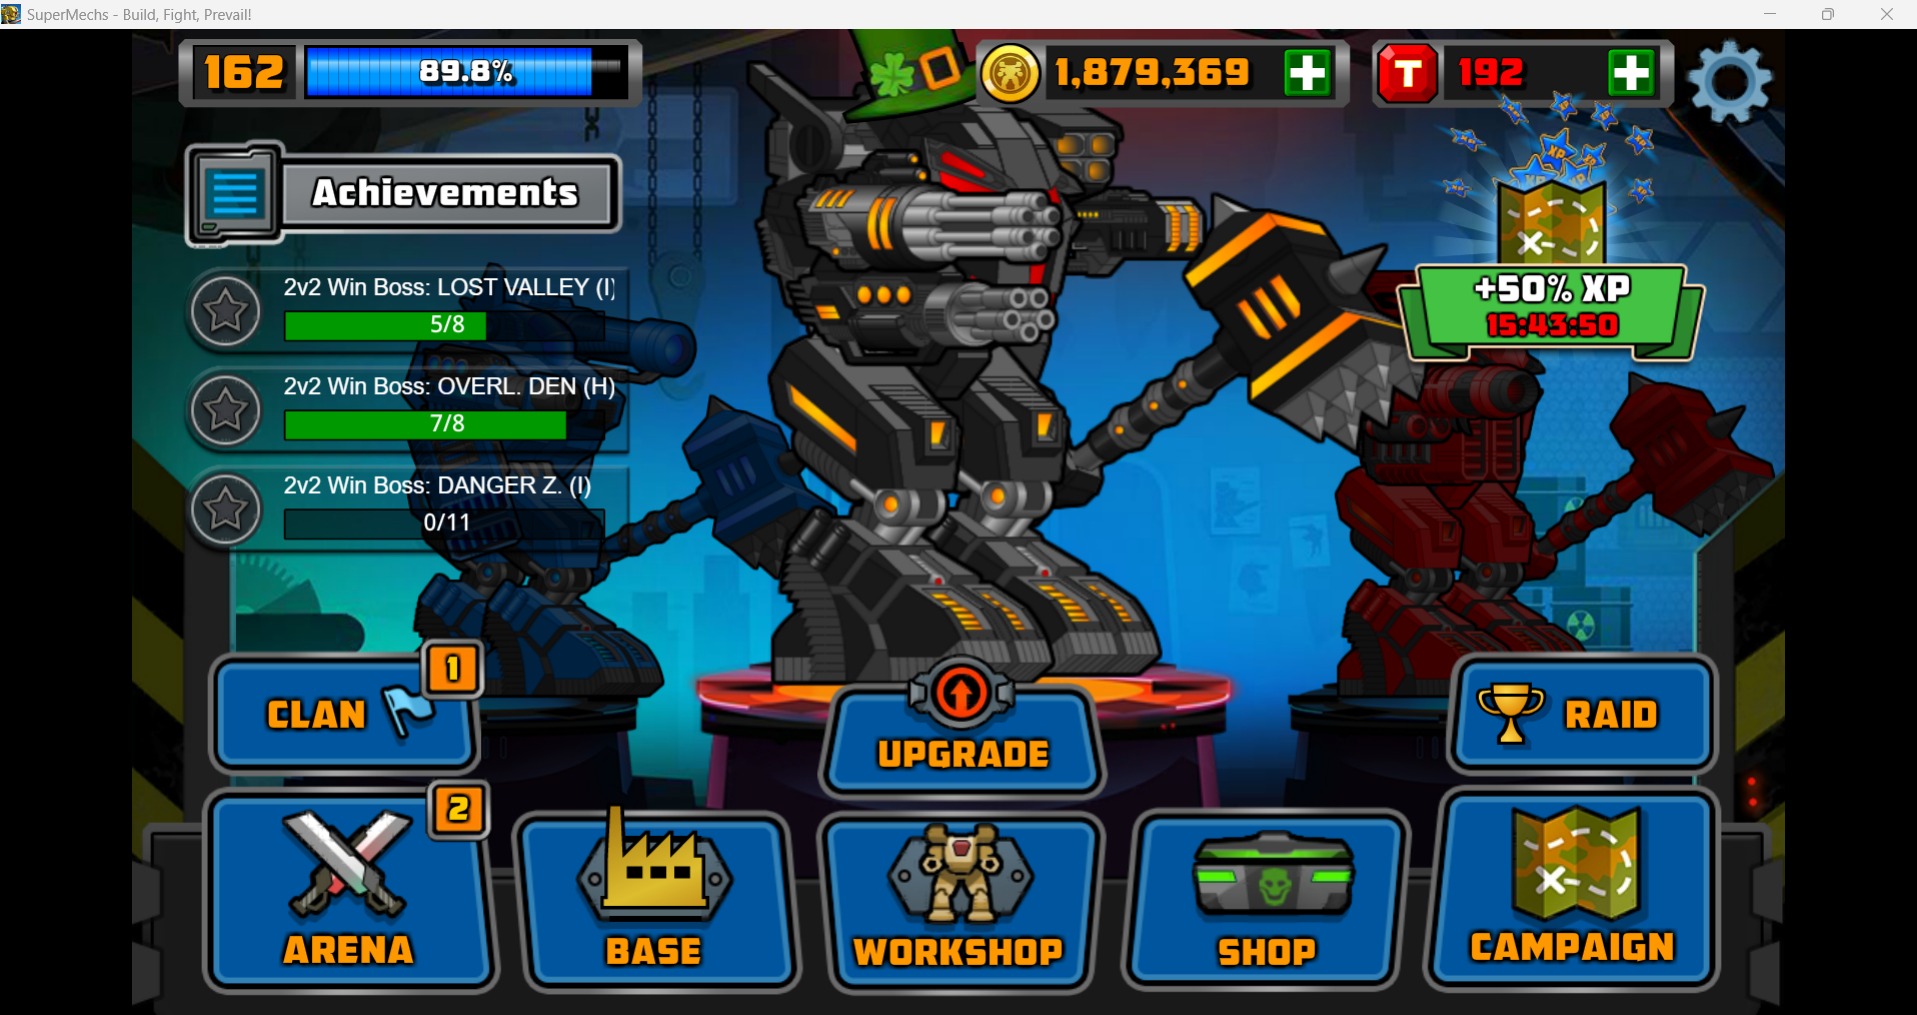 SuperMechs - Build, Fight, Prevail!
162
89.8%
1,879,369
T
192
Achievements
2v2 Win Boss: LOST VALLEY (I)
5/8
2v2 Win Boss: OVERL. DEN (H)
7/8
2v2 Win Boss: DANGER Z. (I)
0/11
XP
+50% XP
15:43:50
1
CLAN
UPGRADE
RAID
2
ARENA
BASE
WORKSHOP
SHOP
CAMPAIGN